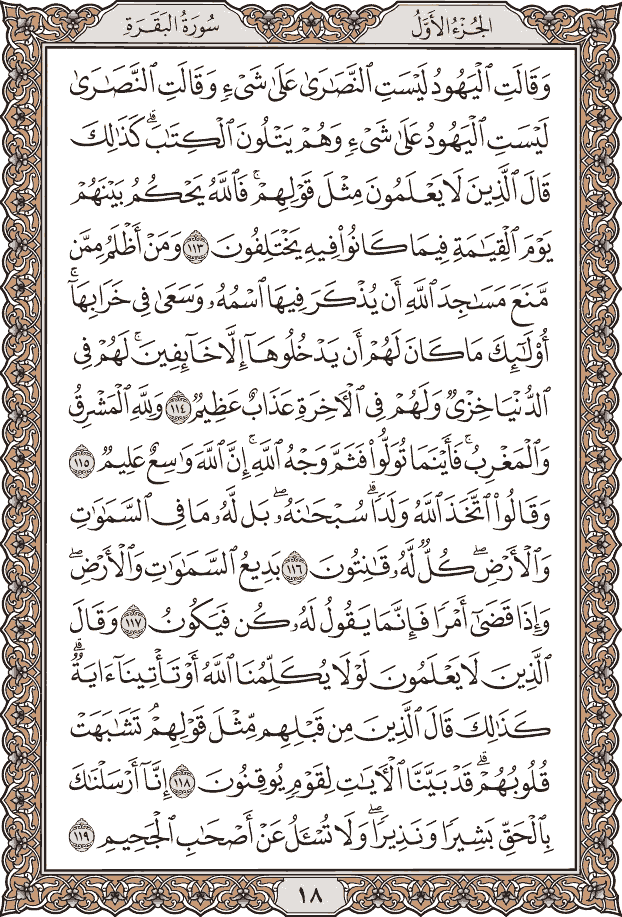 الجُزْءُ الأَوَّلُ
سُورَةُ البَقَرَةِ
وَقَالَتِ ٱلۡيَهُودُ لَيۡسَتِ ٱلنَّصَٰرَىٰ عَلَىٰ شَيۡءٖ وَقَالَتِ ٱلنَّصَٰرَىٰ
لَيۡسَتِ ٱلۡيَهُودُ عَلَىٰ شَيۡءٖ وَهُمۡ يَتۡلُونَ ٱلۡكِتَٰبَۗ كَذَٰلِكَ
قَالَ ٱلَّذِينَ لَا يَعۡلَمُونَ مِثۡلَ قَوۡلِهِمۡۚ فَٱللَّهُ يَحۡكُمُ بَيۡنَهُمۡ
يَوۡمَ ٱلۡقِيَٰمَةِ فِيمَا كَانُواْ فِيهِ يَخۡتَلِفُونَ ١١٣ وَمَنۡ أَظۡلَمُ مِمَّن
مَّنَعَ مَسَٰجِدَ ٱللَّهِ أَن يُذۡكَرَ فِيهَا ٱسۡمُهُۥ وَسَعَىٰ فِي خَرَابِهَآۚ
أُوْلَٰٓئِكَ مَا كَانَ لَهُمۡ أَن يَدۡخُلُوهَآ إِلَّا خَآئِفِينَۚ لَهُمۡ فِي
ٱلدُّنۡيَا خِزۡيٞ وَلَهُمۡ فِي ٱلۡأٓخِرَةِ عَذَابٌ عَظِيمٞ ١١٤ وَلِلَّهِ ٱلۡمَشۡرِقُ
وَٱلۡمَغۡرِبُۚ فَأَيۡنَمَا تُوَلُّواْ فَثَمَّ وَجۡهُ ٱللَّهِۚ إِنَّ ٱللَّهَ وَٰسِعٌ عَلِيمٞ ١١٥
وَقَالُواْ ٱتَّخَذَ ٱللَّهُ وَلَدٗاۗ سُبۡحَٰنَهُۥۖ بَل لَّهُۥ مَا فِي ٱلسَّمَٰوَٰتِ
وَٱلۡأَرۡضِۖ كُلّٞ لَّهُۥ قَٰنِتُونَ ١١٦ بَدِيعُ ٱلسَّمَٰوَٰتِ وَٱلۡأَرۡضِۖ
وَإِذَا قَضَىٰٓ أَمۡرٗا فَإِنَّمَا يَقُولُ لَهُۥ كُن فَيَكُونُ ١١٧ وَقَالَ
ٱلَّذِينَ لَا يَعۡلَمُونَ لَوۡلَا يُكَلِّمُنَا ٱللَّهُ أَوۡ تَأۡتِينَآ ءَايَةٞۗ
كَذَٰلِكَ قَالَ ٱلَّذِينَ مِن قَبۡلِهِم مِّثۡلَ قَوۡلِهِمۡۘ تَشَٰبَهَتۡ
قُلُوبُهُمۡۗ قَدۡ بَيَّنَّا ٱلۡأٓيَٰتِ لِقَوۡمٖ يُوقِنُونَ ١١٨ إِنَّآ أَرۡسَلۡنَٰكَ
بِٱلۡحَقِّ بَشِيرٗا وَنَذِيرٗاۖ وَلَا تُسۡـَٔلُ عَنۡ أَصۡحَٰبِ ٱلۡجَحِيمِ ١١٩
١٨